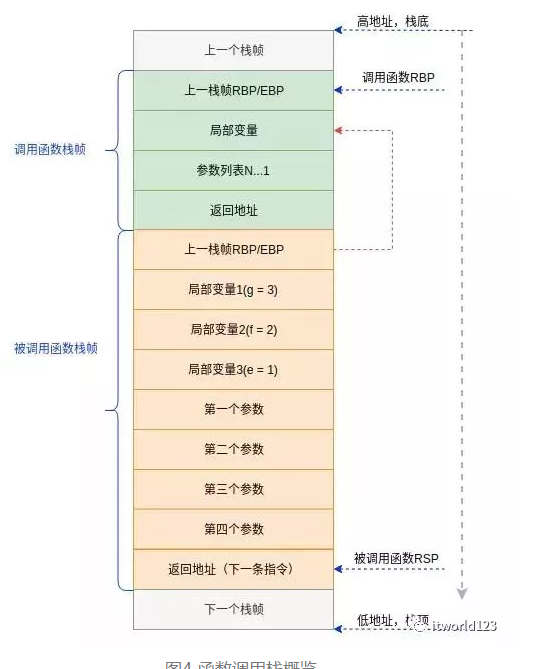 高地址，栈底
上一个栈帧
调用函数RBP
上一栈帧RBP/EBP
局部变量
调用函数栈帧
参数列表N...1
返回地址
上一栈帧RBP/EBP
局部变量1(g = 3)
局部变量2(f = 2)
被调用函数栈帧
局部变量3(e = 1)
第一个参数
第二个参数
第三个参数
第四个参数
被调用函数RSP
返回地址（下一条指令）
下一个栈帧
低地址，栈顶
itworld123
图4 函数调用栈概览